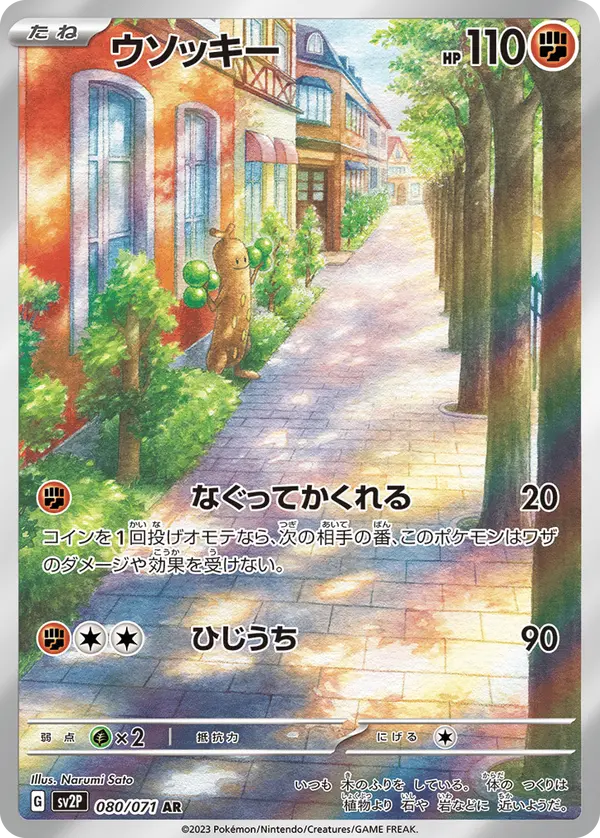 たね ウソッキー HP 110
なぐってかくれる 20
コインを1回投げオモテなら、次の相手の番、このポケモンはワザ
のダメージや効果を受けない。
ひじうち 90
弱点 ×2 抵抗力 -- にげる
Illus. Narumi Sato
G sv2P 080/071 AR
いつも 木のふりを している。体の つくりは
植物より 石や 岩などに 近いようだ。
©2023 Pokémon/Nintendo/Creatures/GAME FREAK.